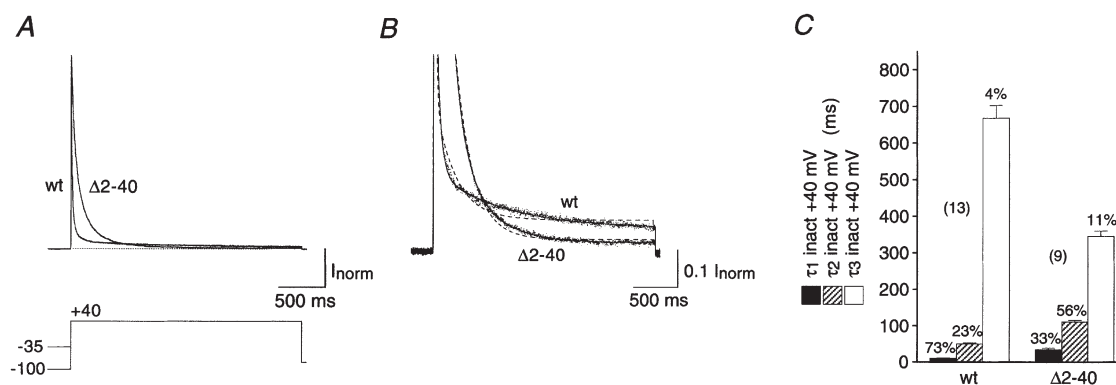 A
wt
Δ2-40
Inorm
500 ms
+40
-35
-100
B
wt
Δ2-40
0.1 Inorm
500 ms
C
τ1 inact +40 mV
τ2 inact +40 mV (ms)
τ3 inact +40 mV
800
700
600
500
400
300
200
100
0
73%
23%
4%
(13)
33%
56%
11%
(9)
wt
Δ2-40